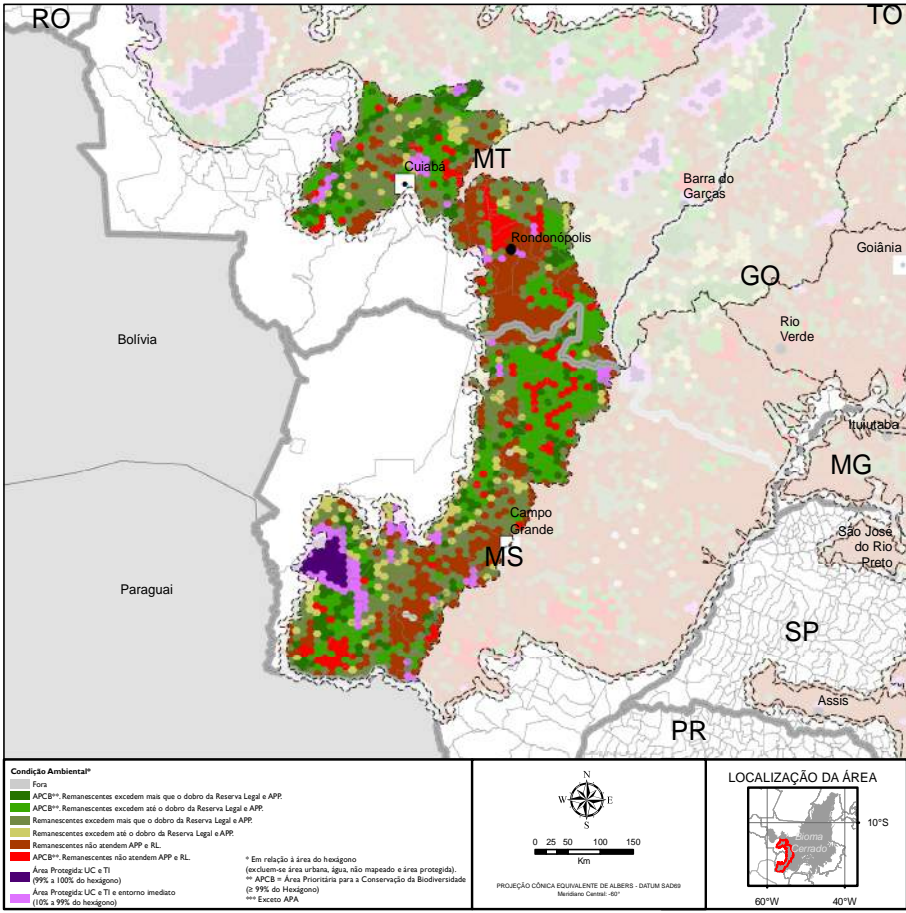 RO
TO
Cuiabá
MT
Barra do
Garças
Rondonópolis
Goiânia
GO
Bolívia
Rio
Verde
Ituiutaba
MG
Campo
Grande
São José
do Rio
Preto
MS
Paraguai
SP
Assis
PR
Condição Ambiental*
Fora
APCB**. Remanescentes excedem mais que o dobro da Reserva Legal e APP.
APCB**. Remanescentes excedem até o dobro da Reserva Legal e APP.
Remanescentes excedem mais que o dobro da Reserva Legal e APP.
Remanescentes excedem até o dobro da Reserva Legal e APP.
Remanescentes não atendem APP e RL.
APCB**. Remanescentes não atendem APP e RL.
Área Protegida: UC e TI
(99% a 100% do hexágono)
Área Protegida: UC e TI e entorno imediato
(10% a 99% do hexágono)
* Em relação à área do hexágono
(excluem-se área urbana, água, não mapeado e área protegida).
** APCB = Área Prioritária para a Conservação da Biodiversidade
(≥ 99% do Hexágono)
*** Exceto APA
N
W E
S
0 25 50 100 150
Km
PROJEÇÃO CÔNICA EQUIVALENTE DE ALBERS - DATUM SAD69
Meridiano Central: -60°
LOCALIZAÇÃO DA ÁREA
10°S
Bioma
Cerrado
60°W 40°W